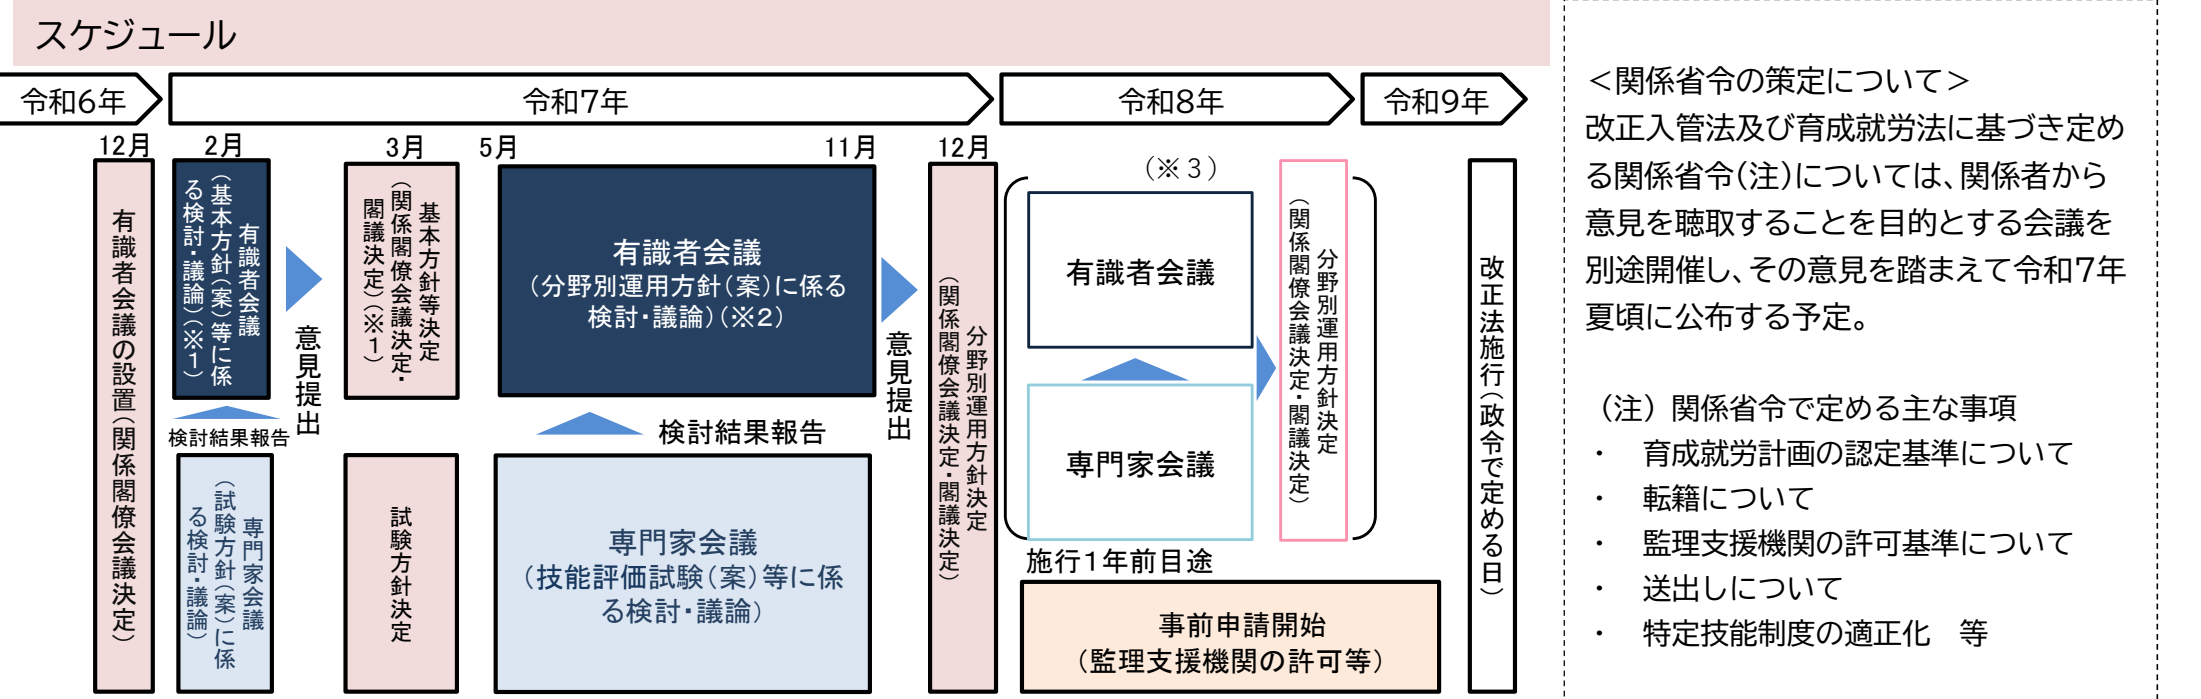 スケジュール
令和6年
令和7年
令和8年
令和9年
12月
2月
3月
5月
11月
12月
(※3)
有識者会議の設置(関係閣僚会議決定)
有識者会議
(基本方針(案)等に係
る検討・議論)(※1)
検討結果報告
専門家会議
(試験方針(案)に係
る検討・議論)
意見提出
基本方針等決定
(関係閣僚会議決定・
閣議決定)(※1)
試験方針決定
有識者会議
(分野別運用方針(案)に係る
検討・議論)(※2)
検討結果報告
専門家会議
(技能評価試験(案)等に係
る検討・議論)
意見提出
分野別運用方針決定
(関係閣僚会議決定・閣議決定)
有識者会議
専門家会議
分野別運用方針決定
(関係閣僚会議決定・閣議決定)
施行1年前目途
事前申請開始
(監理支援機関の許可等)
改正法施行(政令で定める日)
<関係省令の策定について>
改正入管法及び育成就労法に基づき定め
る関係省令(注)については、関係者から
意見を聴取することを目的とする会議を
別途開催し、その意見を踏まえて令和7年
夏頃に公布する予定。
(注)関係省令で定める主な事項
・ 育成就労計画の認定基準について
・ 転籍について
・ 監理支援機関の許可基準について
・ 送出しについて
・ 特定技能制度の適正化 等